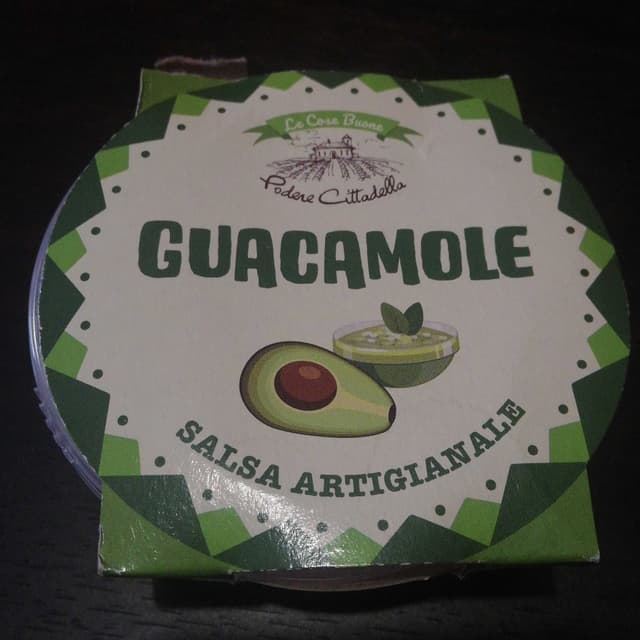 Le Cose Buone
Podere Cittadella
GUACAMOLE
SALSA ARTIGIANALE